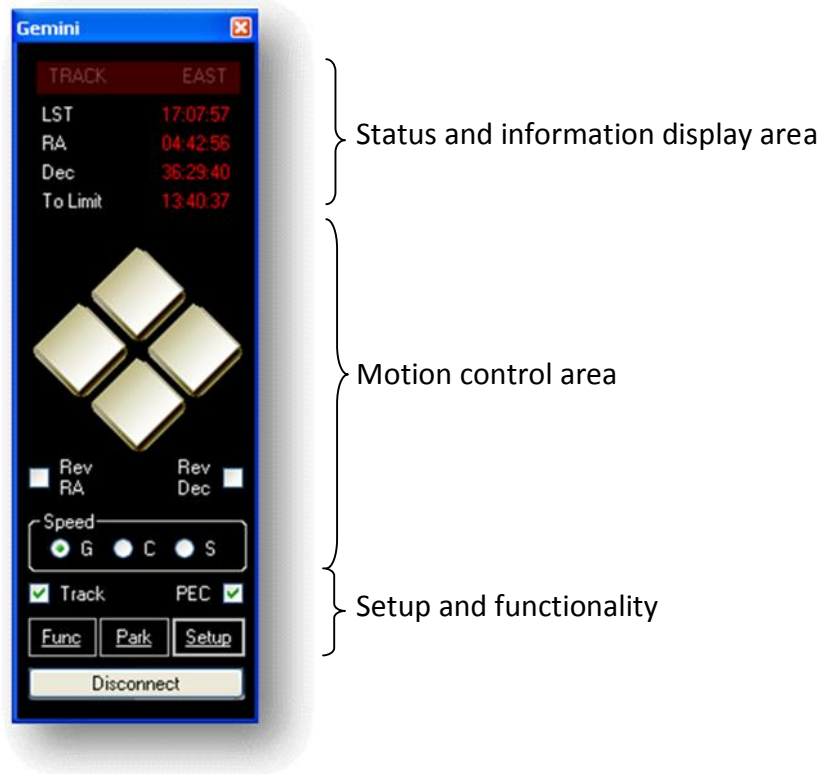 Gemini
TRACK EAST
LST 17:07:57
RA 04:42:56
Dec 36:29:40
To Limit 13:40:37
Status and information display area
Motion control area
Rev RA
Rev Dec
Speed
G C S
Track PEC
Setup and functionality
Func Park Setup
Disconnect